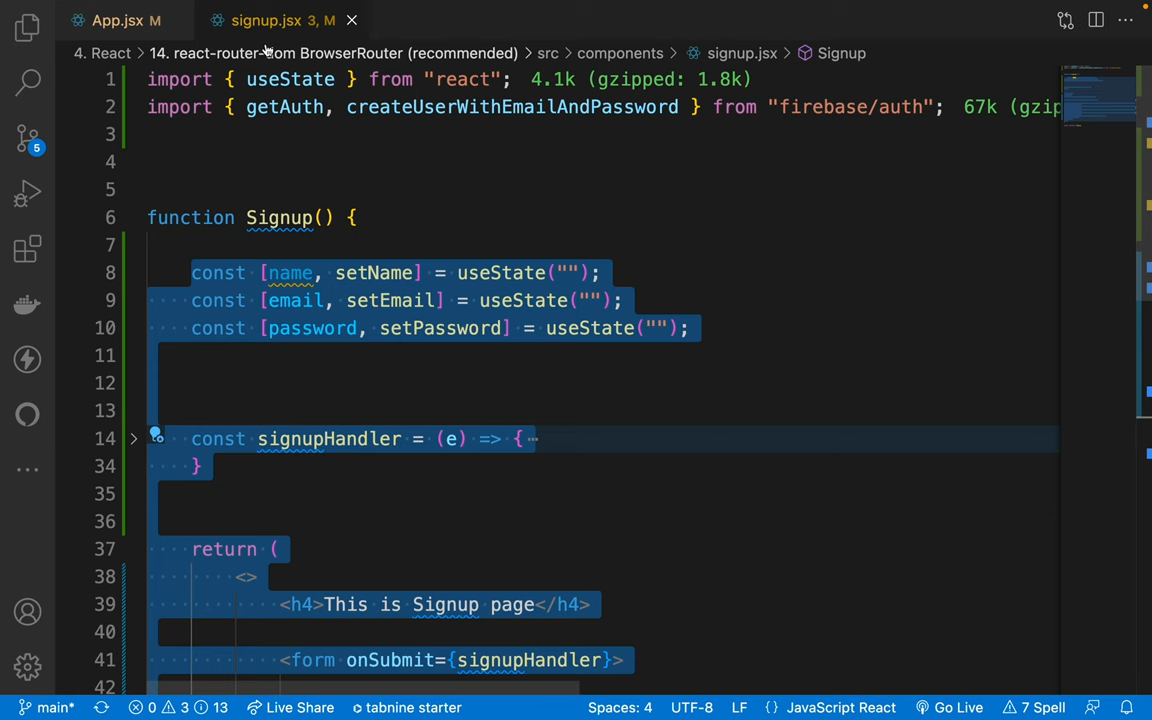 App.jsx M
signup.jsx 3, M
4. React > 14. react-router-dom BrowserRouter (recommended) > src > components > signup.jsx > Signup
1 import { useState } from "react"; 4.1k (gzipped: 1.8k)
2 import { getAuth, createUserWithEmailAndPassword } from "firebase/auth"; 67k (gzip
3
4
5
6 function Signup() {
7
8 const [name, setName] = useState("");
9 const [email, setEmail] = useState("");
10 const [password, setPassword] = useState("");
11
12
13
14 const signupHandler = (e) => { ⋯
34 }
35
36
37 return (
38 <>
39 <h4>This is Signup page</h4>
40
41 <form onSubmit={signupHandler}>
42
5
main* 0 3 13 Live Share tabnine starter Spaces: 4 UTF-8 LF {} JavaScript React Go Live 7 Spell